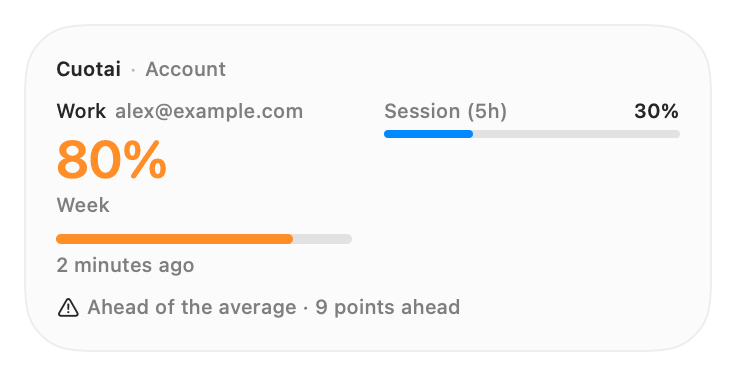 Cuotai · Account
Work alex@example.com
80%
Week
2 minutes ago
Session (5h) 30%
Ahead of the average · 9 points ahead